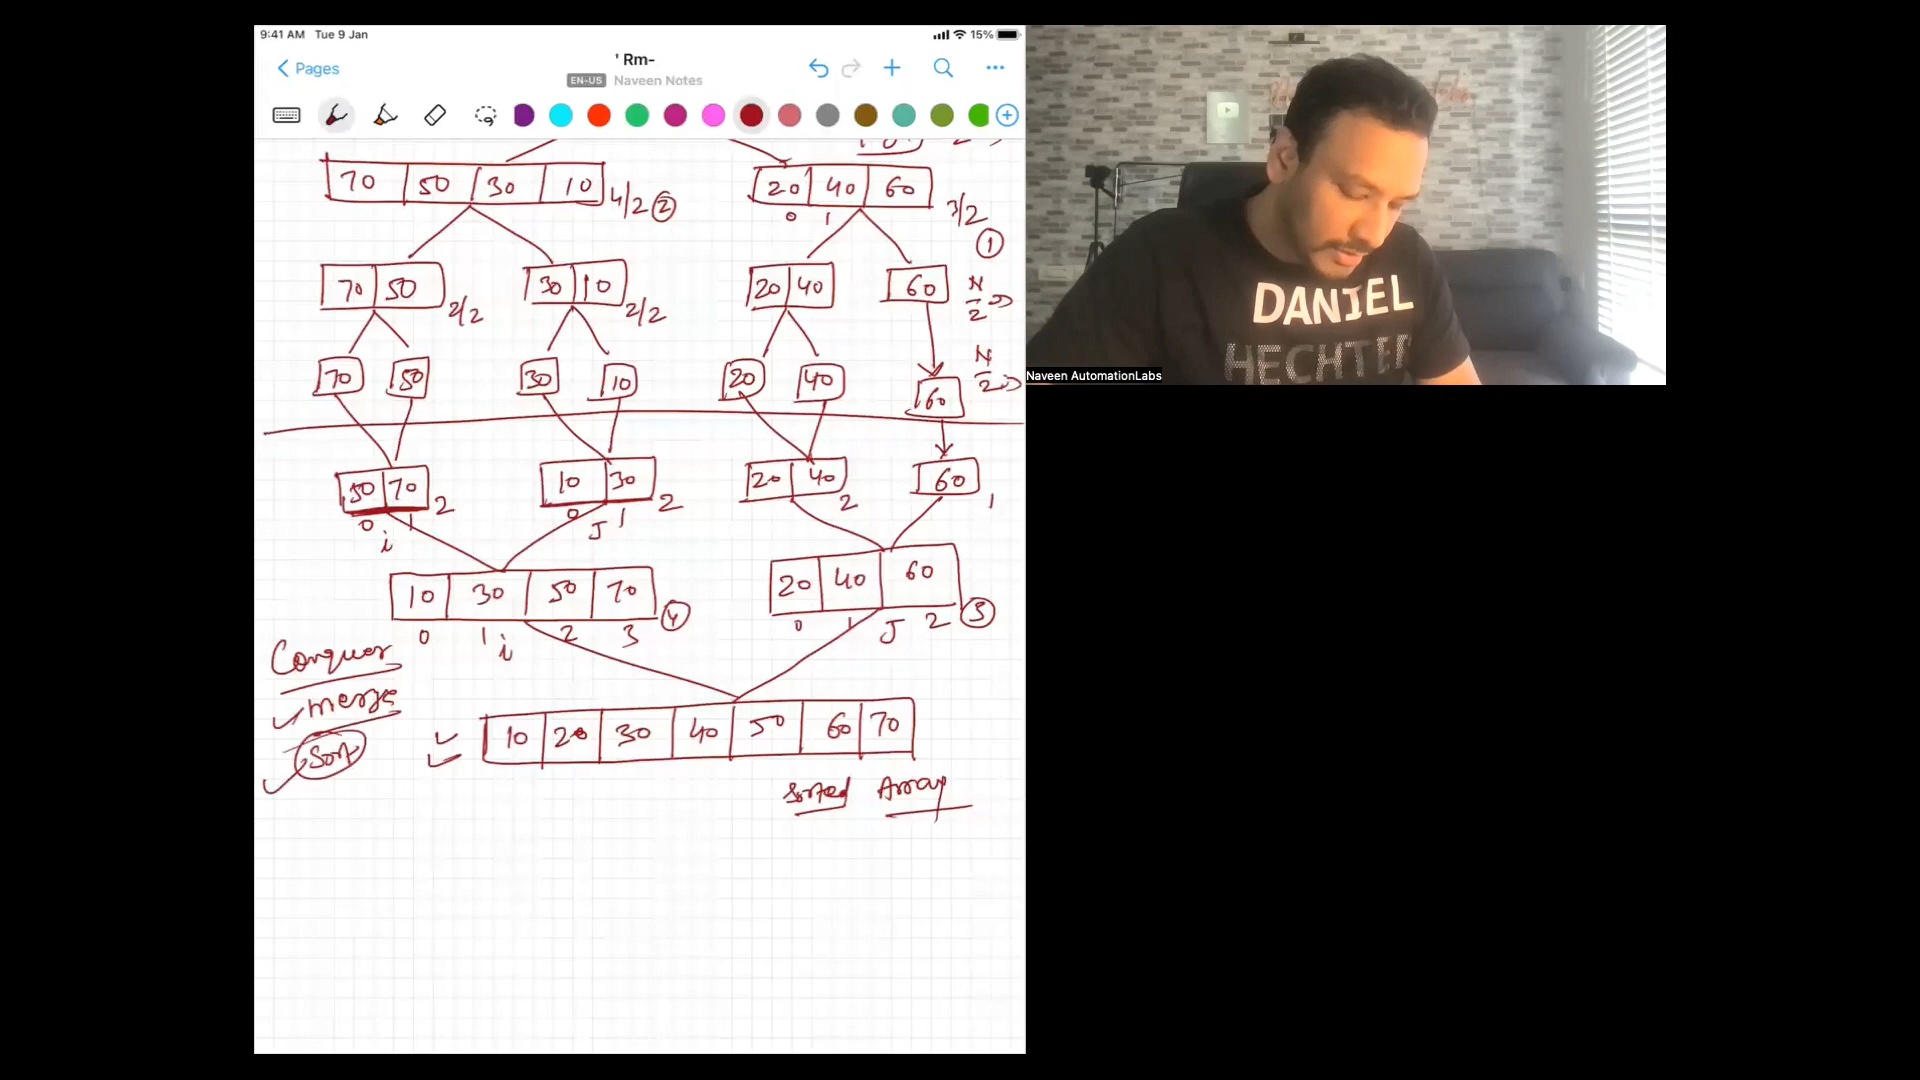 9:41 AM Tue 9 Jan
15%
Pages
' Rm-
EN-US Naveen Notes
70 50 30 10 4/2 2
20 40 60 3/2
0 1
1
70 50 2/2
30 10 2/2
20 40
60
N/2
70 50 30 10 20 40
60
N/2
50 70 2
10 30 2
20 40 2
60 1
0 1
0 1
i
J
10 30 50 70 4
20 40 60 3
0 1 2 3
0 1 J 2
i
Conquer
merge
Sort
10 20 30 40 50 60 70
Sorted Array
DANIEL
HECHTER
Naveen AutomationLabs